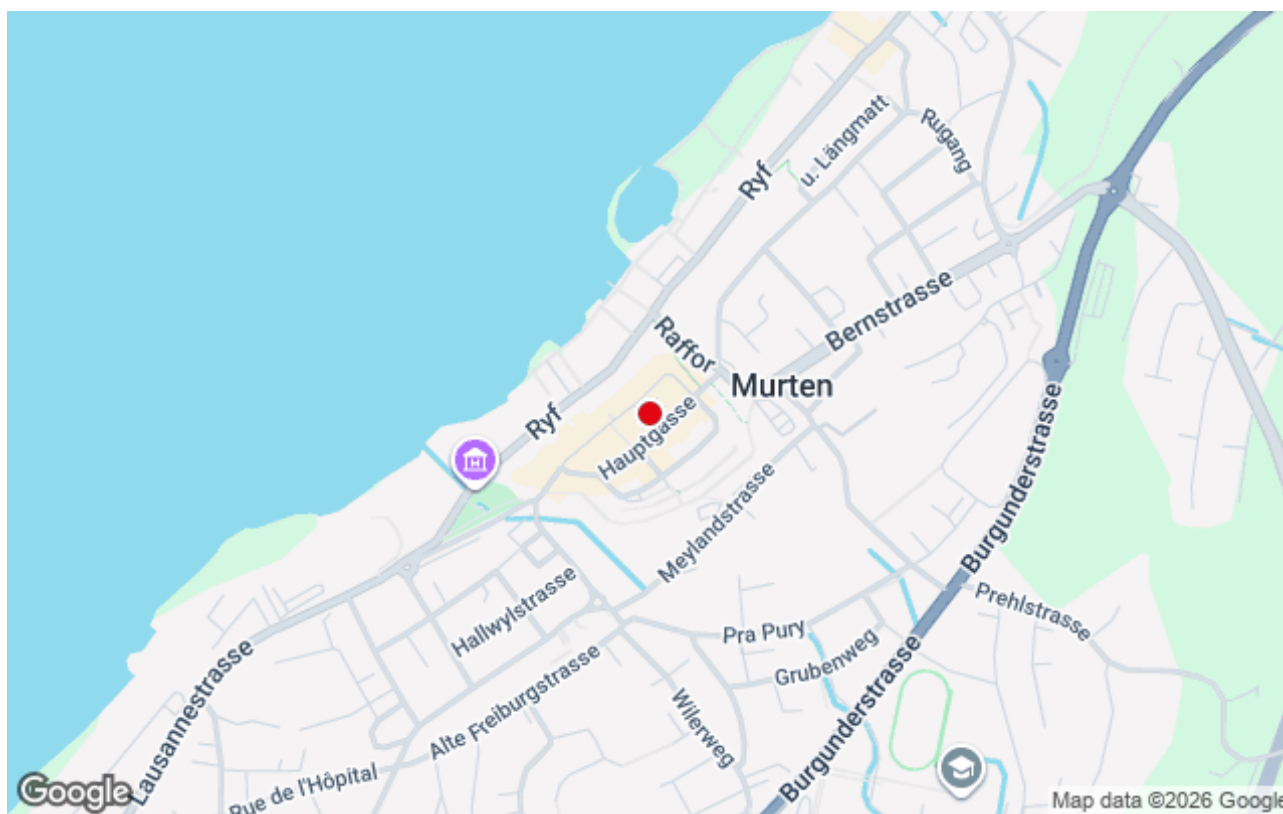 u. Längmatt
Rugang
Ryf
Raffor
Bernstrasse
Murten
Ryf
Hauptgasse
Meylandstrasse
Burgunderstrasse
Hallwylstrasse
Prehlstrasse
Pra Pury
Grubenweg
Lausannestrasse
Alte Freiburgstrasse
Wilerweg
Burgunderstrasse
Rue de l'Hôpital
Google
Map data ©2026 Google